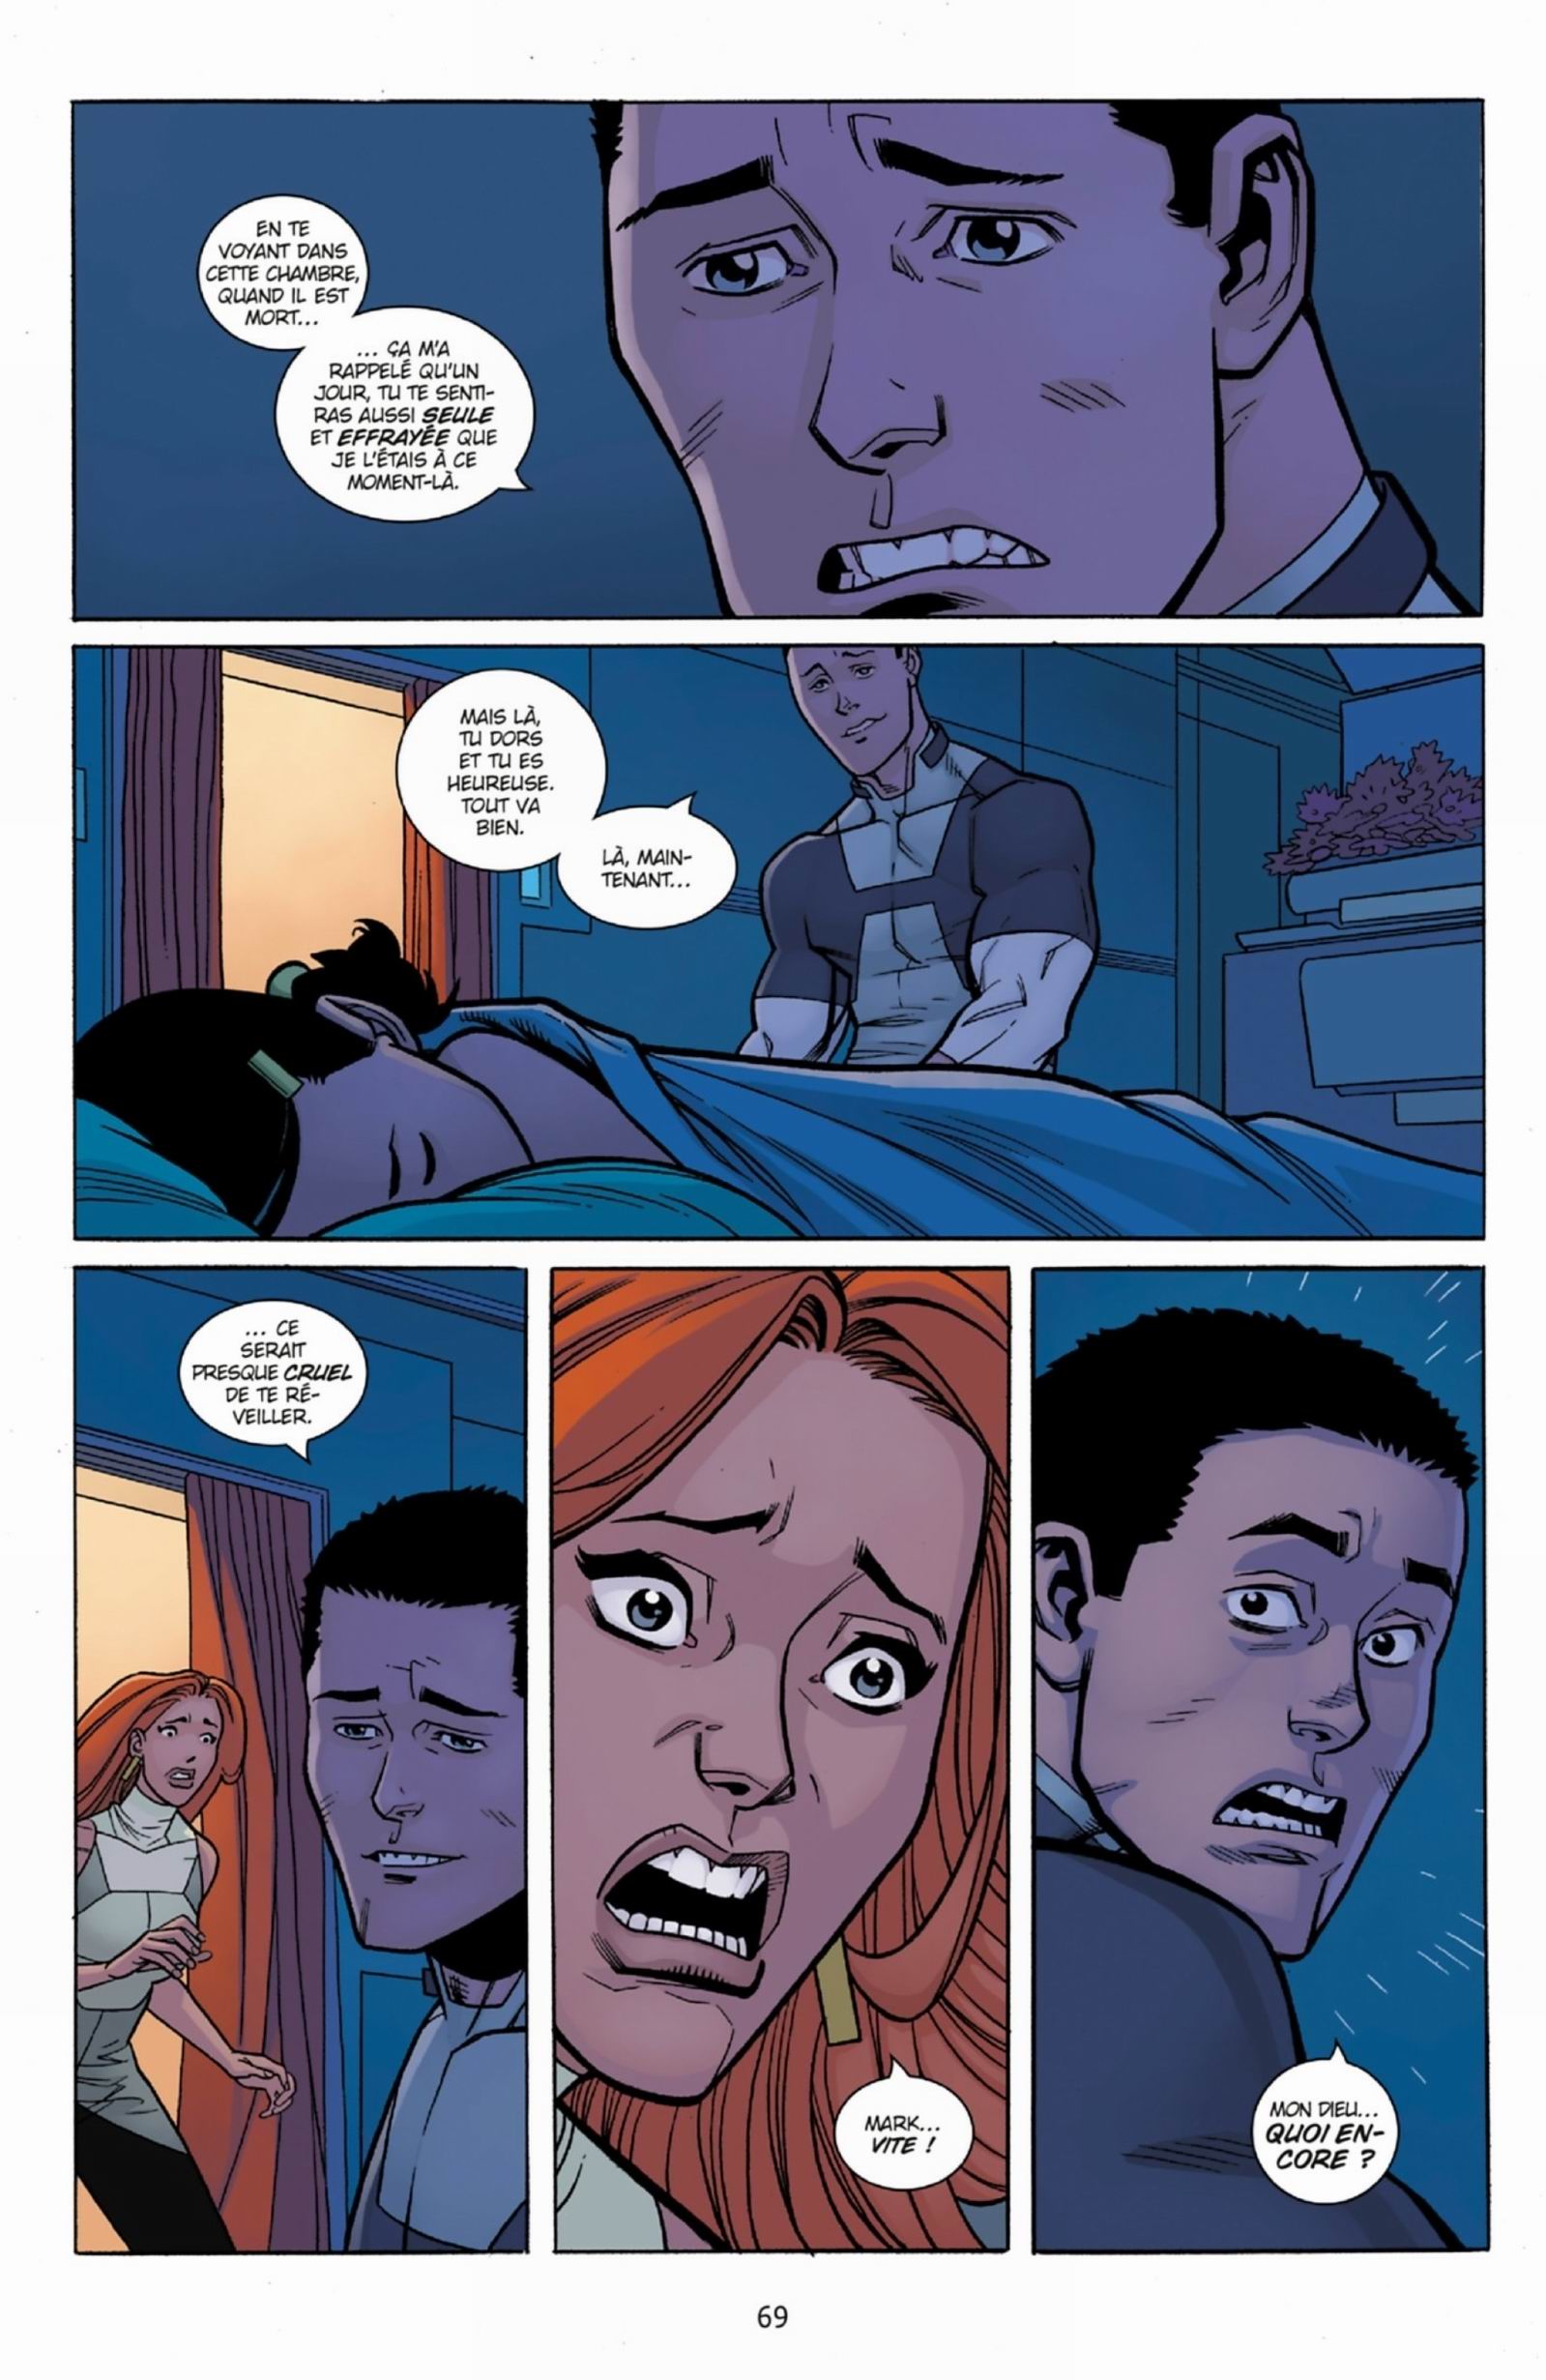 EN TE
VOYANT DANS
CETTE CHAMBRE,
QUAND IL EST
MORT...
... ÇA M'A
RAPPELÉ QU'UN
JOUR, TU TE SENTI-
RAS AUSSI SEULE
ET EFFRAYÉE QUE
JE L'ÉTAIS À CE
MOMENT-LÀ.
MAIS LÀ,
TU DORS
ET TU ES
HEUREUSE.
TOUT VA
BIEN.
LÀ, MAIN-
TENANT...
... CE
SERAIT
PRESQUE CRUEL
DE TE RÉ-
VEILLER.
MARK...
VITE !
MON DIEU...
QUOI EN-
CORE ?
69